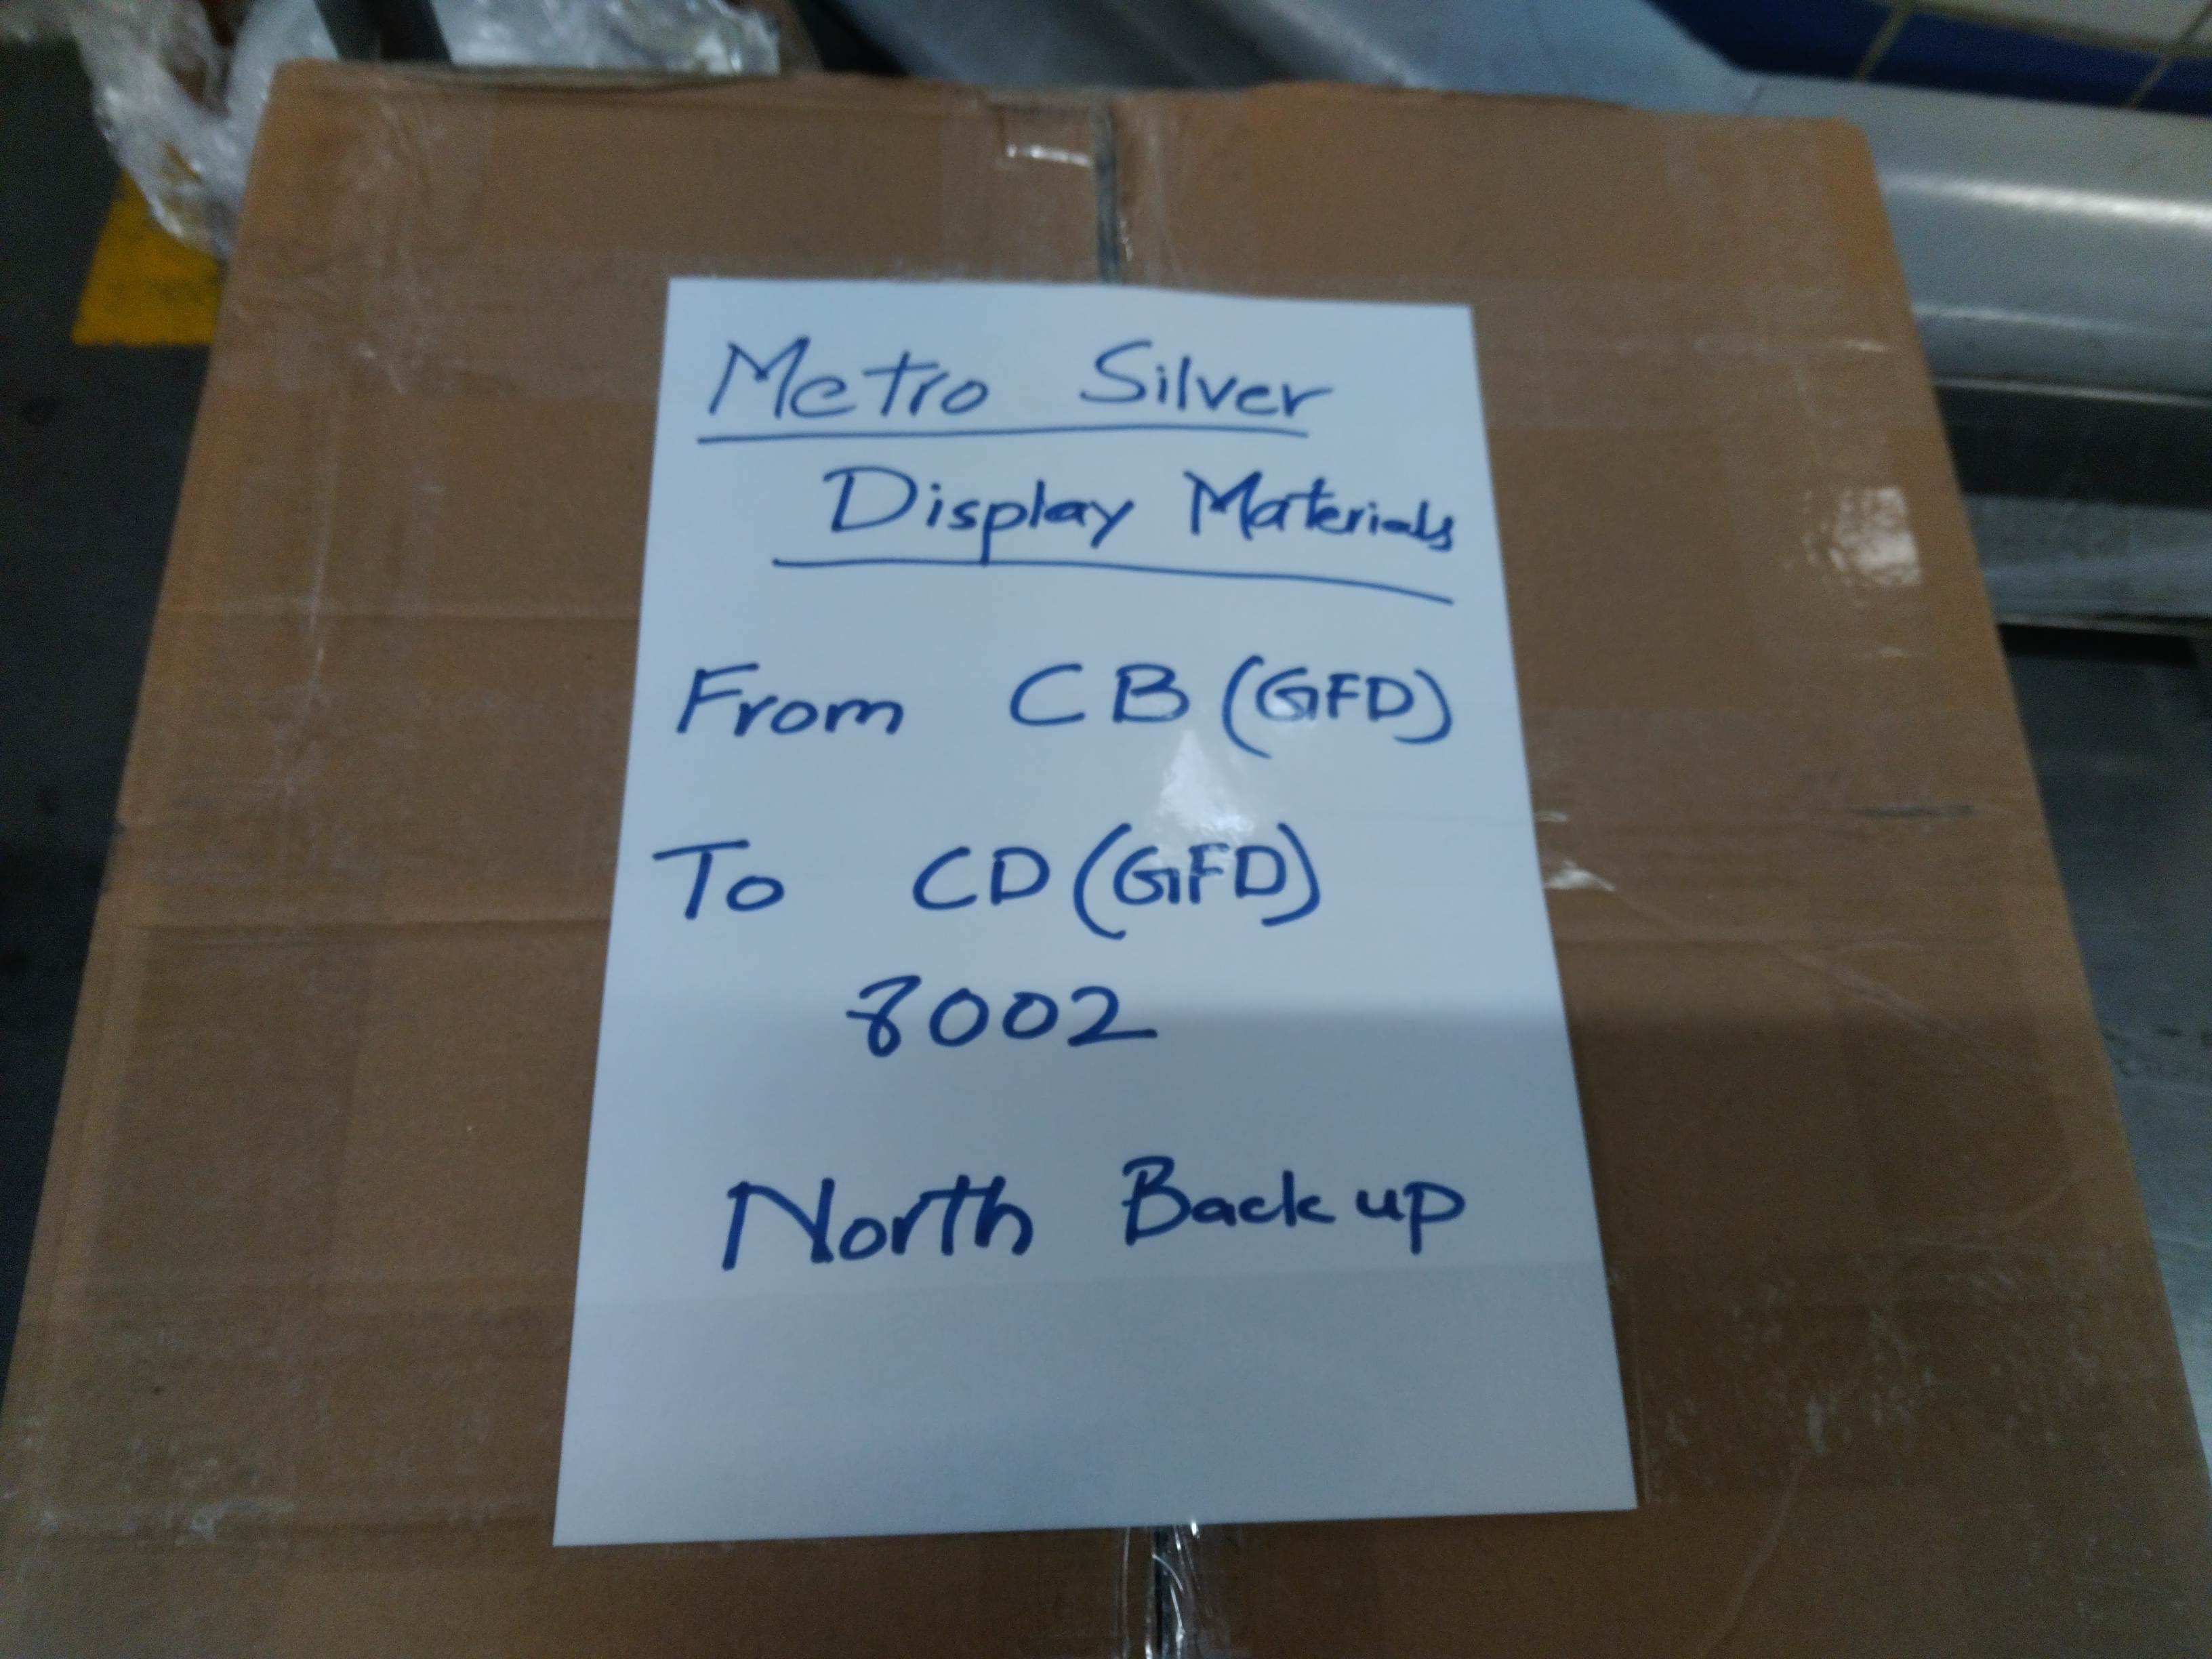 Metro Silver
Display Materials
From CB (GFD)
To CD (GFD)
8002
North Backup